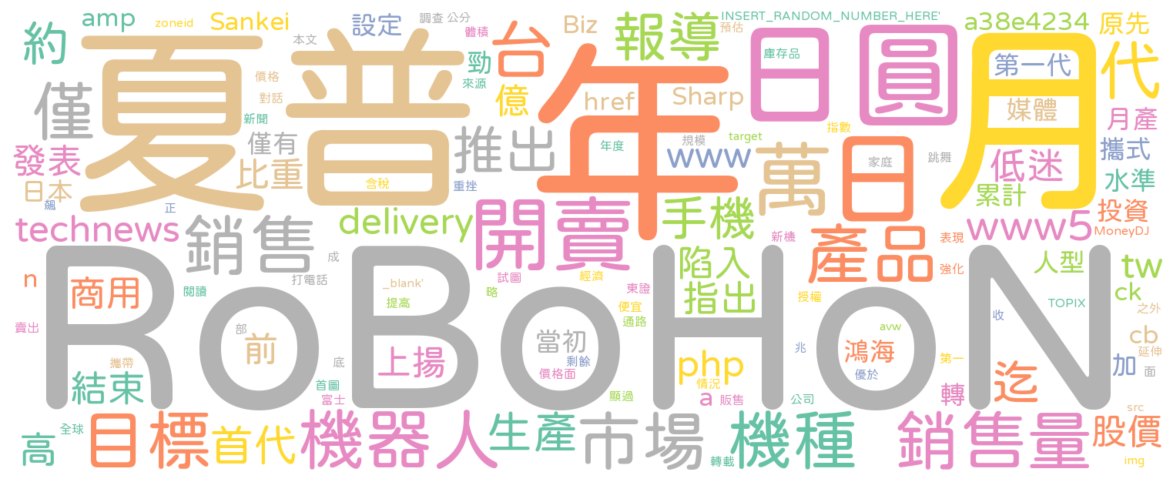 約
amp
zoneid
Sankei
本文
設定
調查
公分
體積
勁
來源
Biz
台
億
報導
INSERT_RANDOM_NUMBER_HERE'
預估
庫存品
a38e4234
原先
第一代
代
夏普
年
日圓
月
僅
價格
對話
新聞
僅有
推出
href
Sharp
媒體
月產
發表
日本
飆
正
比重
含稅
重挫
年度
規模
target
www
指數
萬
日
家庭
跳舞
低迷
累計
攜式
水準
technews
銷售
delivery
開賣
手機
新機
產品
表現
強化
www5
投資
MoneyDJ
人型
n
商用
閱讀
打電話
成
_blank'
提高
略
試圖
經濟
東證
便宜
通路
陷入
指出
授權
TOPIX
tw
ck
之外
RoBoHoN
賣出
攜帶
部
前
底
上揚
當初
剩餘
價格面
兆
avw
鴻海
優於
收
第一
cb
延伸
加
面
結束
首圖
富士
顯過
php
情況
a
販售
公司
轉
迄
src
高
全球
目標
首代
機器人
生產
市場
轉載
機種
銷售量
股價
img